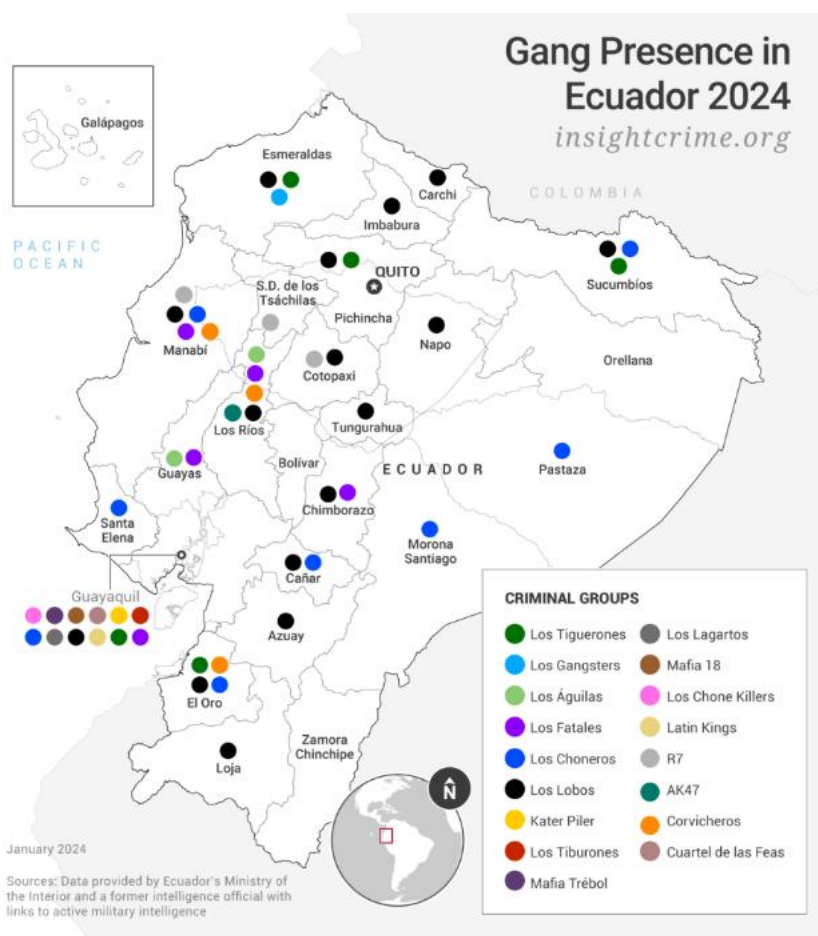 Gang Presence in
Ecuador 2024
insightcrime.org
Galápagos
Esmeraldas
Carchi
COLOMBIA
Imbabura
PACIFIC
OCEAN
QUITO
Sucumbíos
S.D. de los
Tsáchilas
Pichincha
Manabí
Napo
Orellana
Cotopaxi
Los Ríos
Tungurahua
Bolívar
ECUADOR
Pastaza
Guayas
Chimborazo
Santa
Elena
Morona
Santiago
Cañar
Guayaquil
Azuay
El Oro
Zamora
Chinchipe
Loja
N
CRIMINAL GROUPS
Los Tiguerones
Los Lagartos
Los Gangsters
Mafia 18
Los Águilas
Los Chone Killers
Los Fatales
Latin Kings
Los Choneros
R7
Los Lobos
AK47
Kater Piler
Corvicheros
Los Tiburones
Cuartel de las Feas
Mafia Trébol
January 2024
Sources: Data provided by Ecuador's Ministry of
the Interior and a former intelligence official with
links to active military intelligence